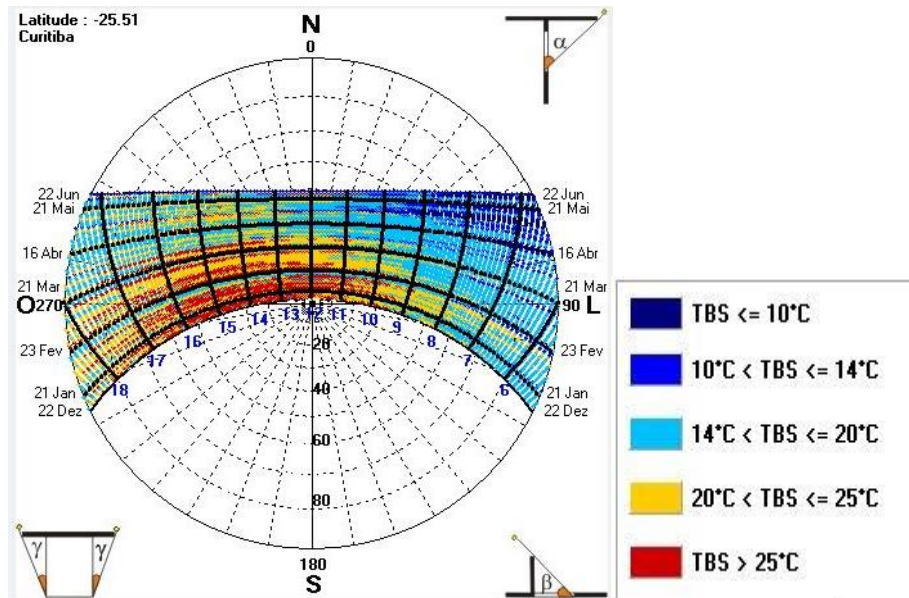 Latitude : -25.51
Curitiba
N
0
α
22 Jun
21 Mai
16 Abr
21 Mar
O 270
23 Fev
21 Jan
22 Dez
22 Jun
21 Mai
16 Abr
21 Mar
90 L
23 Fev
21 Jan
22 Dez
18 17 16 15 14 13 12 11 10 9 8 7 6
20
40
60
80
180
S
γ γ
β
TBS <= 10°C
10°C < TBS <= 14°C
14°C < TBS <= 20°C
20°C < TBS <= 25°C
TBS > 25°C